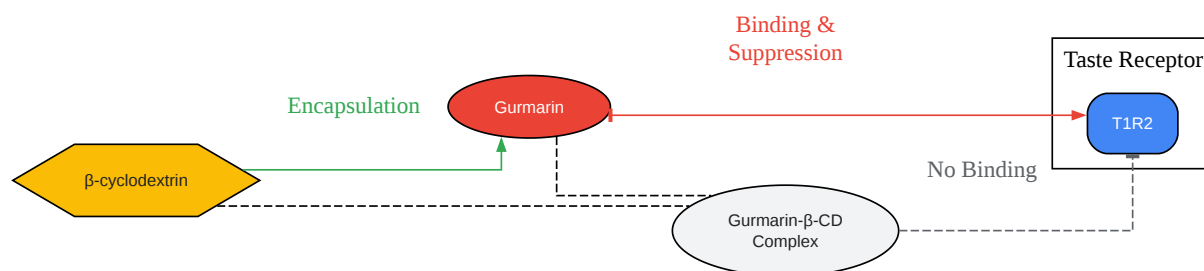 Binding &
Suppression
Taste Receptor
Encapsulation
Gurmarin
T1R2
No Binding
β-cyclodextrin
Gurmarin-β-CD
Complex